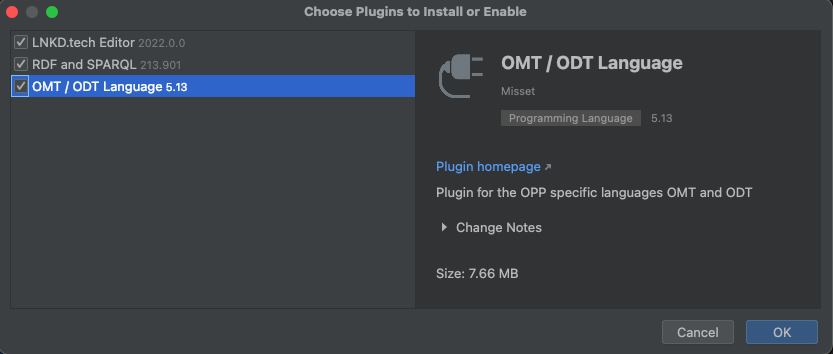 Choose Plugins to Install or Enable
LNKD.tech Editor 2022.0.0
RDF and SPARQL 213.901
OMT / ODT Language 5.13
OMT / ODT Language
Misset
Programming Language 5.13
Plugin homepage ↗
Plugin for the OPP specific languages OMT and ODT
Change Notes
Size: 7.66 MB
Cancel
OK